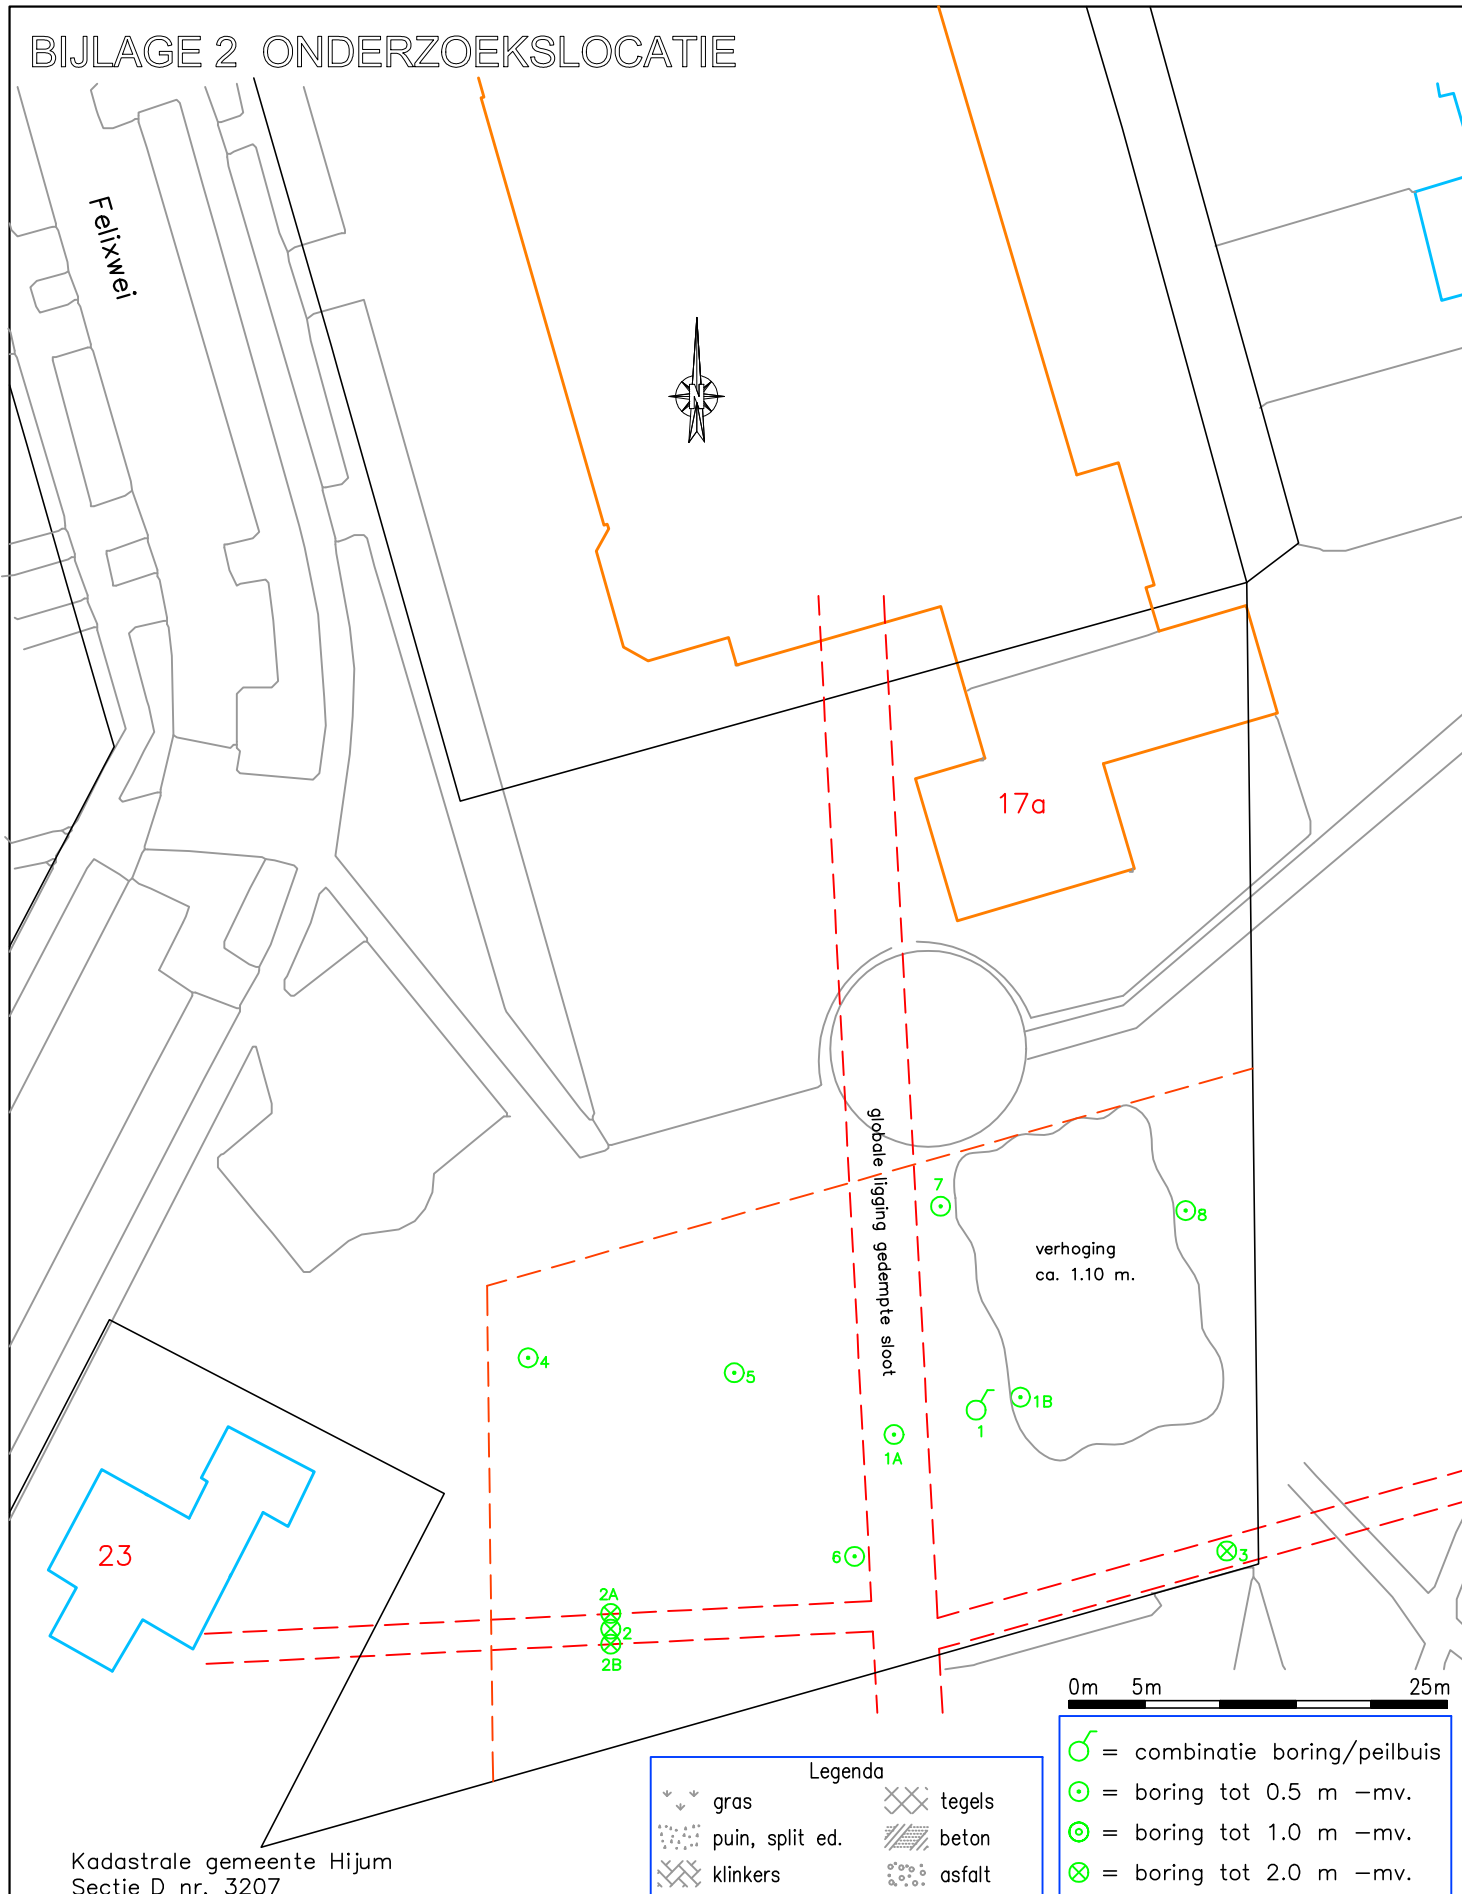 BIJLAGE 2 ONDERZOEKSLOCATIE
Felixwei
N
17a
globale ligging gedempte sloot
7
8
verhoging
ca. 1.10 m.
4
5
1B
1
1A
6
3
23
2A
2
2B
0m 5m 25m
= combinatie boring/peilbuis
= boring tot 0.5 m -mv.
= boring tot 1.0 m -mv.
= boring tot 2.0 m -mv.
Legenda
gras
tegels
puin, split ed.
beton
klinkers
asfalt
Kadastrale gemeente Hijum
Sectie D nr. 3207